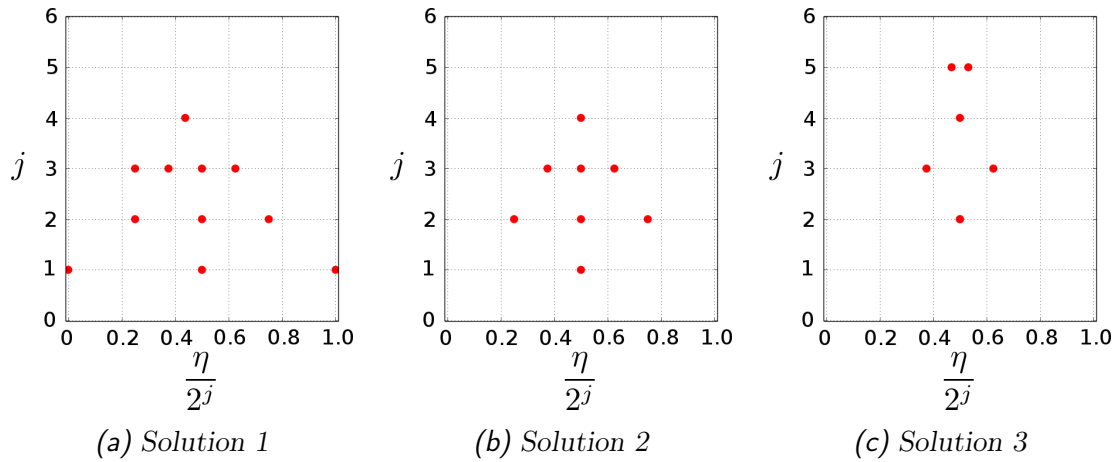 6 6 6
5 5 5
4 4 4
j 3 j 3 j 3
2 2 2
1 1 1
0 0 0
0 0.2 0.4 0.6 0.8 1.0 0 0.2 0.4 0.6 0.8 1.0 0 0.2 0.4 0.6 0.8 1.0
η/2^j η/2^j η/2^j
(a) Solution 1 (b) Solution 2 (c) Solution 3